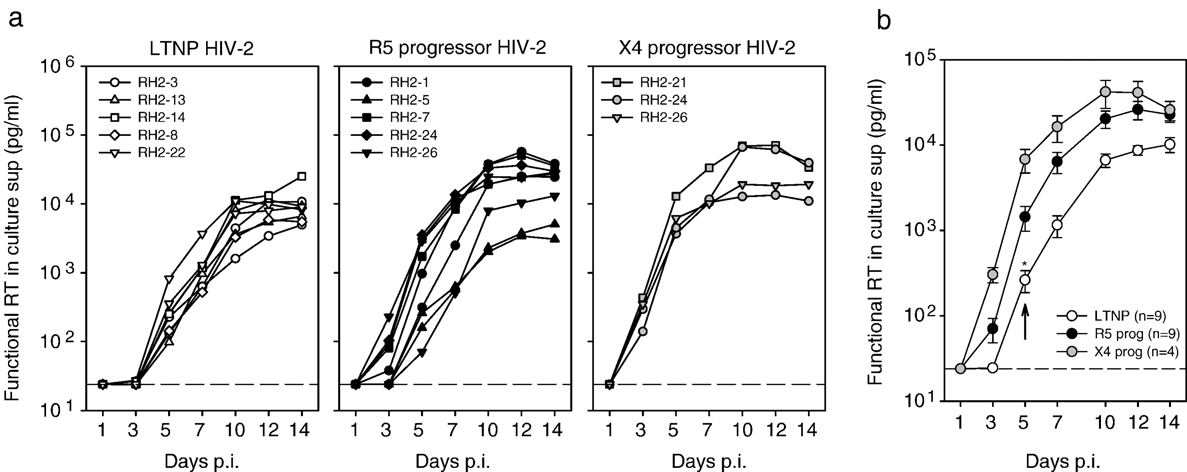 a
LTNP HIV-2
R5 progressor HIV-2
X4 progressor HIV-2
Functional RT in culture sup (pg/ml)
10^6
10^5
10^4
10^3
10^2
10^1
RH2-3
RH2-13
RH2-14
RH2-8
RH2-22
RH2-1
RH2-5
RH2-7
RH2-24
RH2-26
RH2-21
RH2-24
RH2-26
1 3 5 7 10 12 14
1 3 5 7 10 12 14
1 3 5 7 10 12 14
Days p.i.
Days p.i.
Days p.i.
b
Functional RT in culture sup (pg/ml)
10^5
10^4
10^3
10^2
10^1
*
LTNP (n=9)
R5 prog (n=9)
X4 prog (n=4)
1 3 5 7 10 12 14
Days p.i.